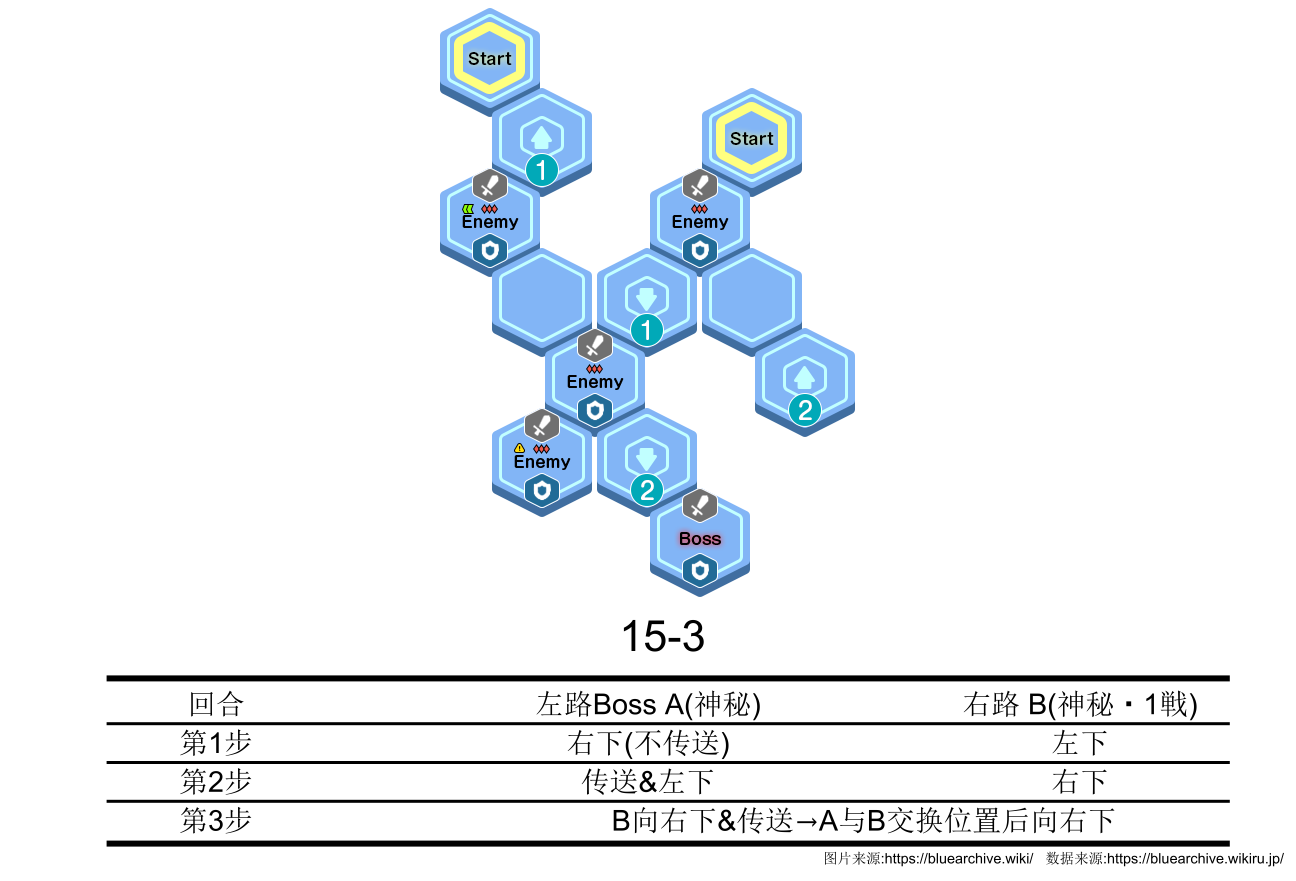 Start
1
Start
Enemy
Enemy
1
Enemy
2
Enemy
2
Boss
15-3
回合 左路Boss A(神秘) 右路 B(神秘・1戦)
第1步 右下(不传送) 左下
第2步 传送&左下 右下
第3步 B向右下&传送→A与B交换位置后向右下
图片来源:https://bluearchive.wiki/ 数据来源:https://bluearchive.wikiru.jp/